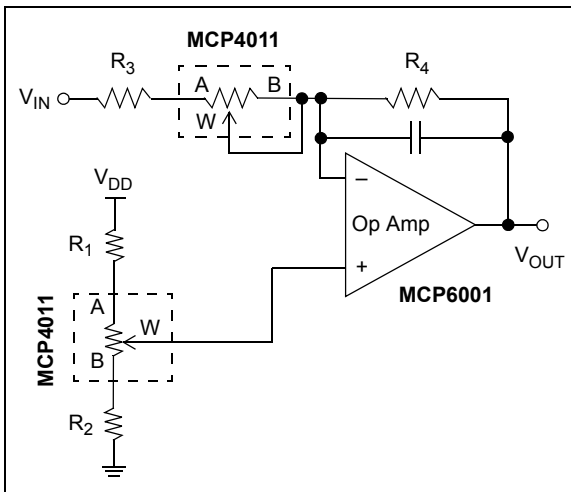 MCP4011
R3
R4
A
B
VIN
W
VDD
–
Op Amp
R1
VOUT
+
A
MCP6001
MCP4011
W
B
R2